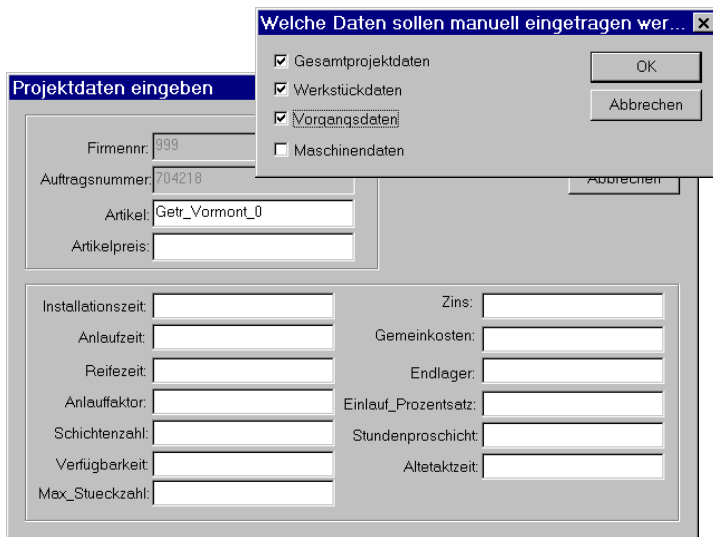 Welche Daten sollen manuell eingetragen wer...
Gesamtprojektdaten
Werkstückdaten
Vorgangsdaten
Maschinendaten
OK
Abbrechen
Projektdaten eingeben
Firmennr: 999
Auftragsnummer: 704218
Artikel: Getr_Vormont_0
Artikelpreis:
Abbrechen
Installationszeit:
Anlaufzeit:
Reifezeit:
Anlauffaktor:
Schichtenzahl:
Verfügbarkeit:
Max_Stueckzahl:
Zins:
Gemeinkosten:
Endlager:
Einlauf_Prozentsatz:
Stundenproschicht:
Altetaktzeit: